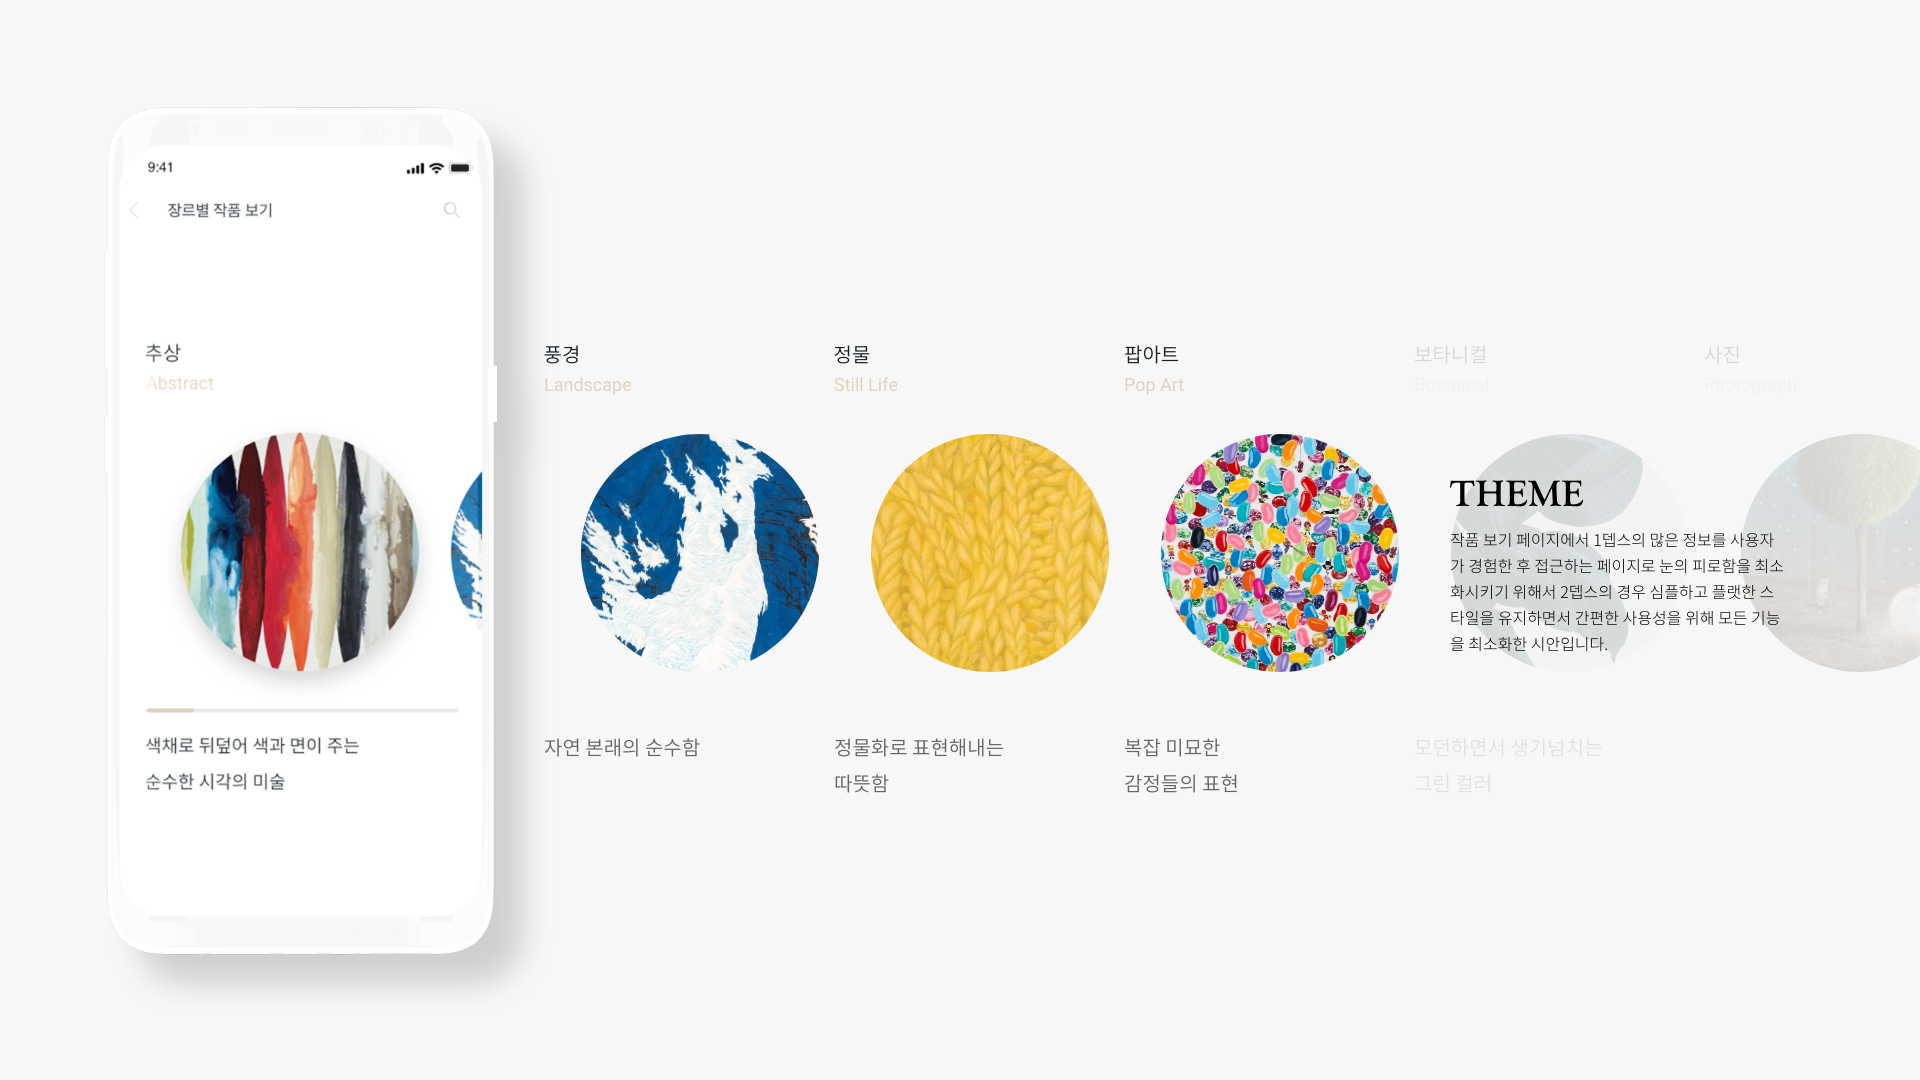 9:41
장르별 작품 보기
추상
Abstract
색채로 뒤덮어 색과 면이 주는
순수한 시각의 미술
풍경
Landscape
자연 본래의 순수함
정물
Still Life
정물화로 표현해내는
따뜻함
팝아트
Pop Art
복잡 미묘한
감정들의 표현
보타니컬
Botanical
모던하면서 생기넘치는
그린 컬러
사진
Photograph
THEME
작품 보기 페이지에서 1뎁스의 많은 정보를 사용자
가 경험한 후 접근하는 페이지로 눈의 피로함을 최소
화시키기 위해서 2뎁스의 경우 심플하고 플랫한 스
타일을 유지하면서 간편한 사용성을 위해 모든 기능
을 최소화한 시안입니다.